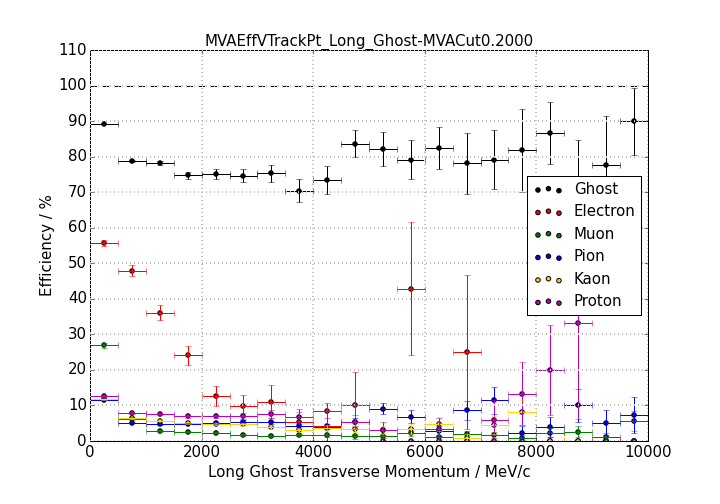 MVAEffVTrackPt_Long_Ghost-MVACut0.2000
110
100
90
80
70
60
50
40
30
20
10
0
Efficiency / %
Ghost
Electron
Muon
Pion
Kaon
Proton
0 2000 4000 6000 8000 10000
Long Ghost Transverse Momentum / MeV/c